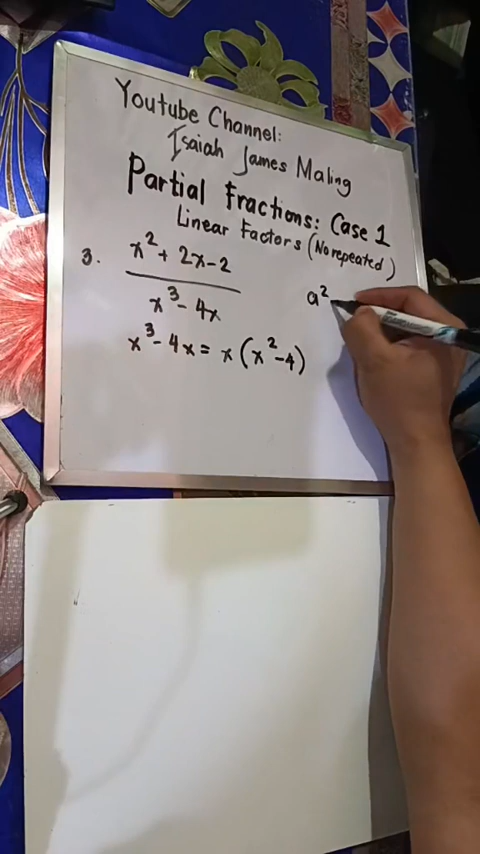 Youtube Channel:
Isaiah James Maling
Partial Fractions: Case 1
Linear Factors (No repeated)
3. x² + 2x - 2
x³ - 4x
a²
x³ - 4x = x(x² - 4)